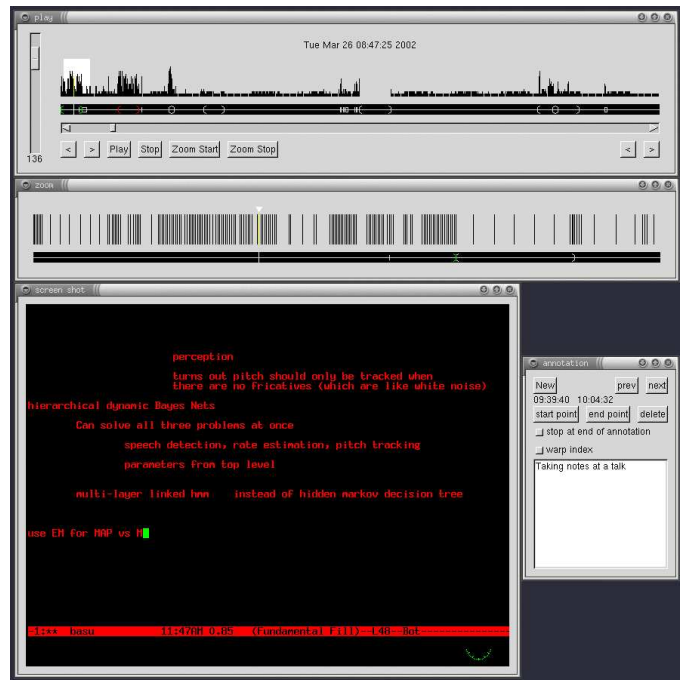 play
Tue Mar 26 08:47:25 2002
136
< > Play Stop Zoom Start Zoom Stop < >
zoom
screen shot
perception
turns out pitch should only be tracked when
there are no fricatives (which are like white noise)
hierarchical dynamic Bayes Nets
Can solve all three problems at once
speech detection, rate estimation, pitch tracking
parameters from top level
multi-layer linked hmm instead of hidden markov decision tree
use EM for MAP vs M
-1:** basu 11:47AM 0.85 (Fundamental Fill)--L48--Bot
annotation
New prev next
09:39:40 10:04:32
start point end point delete
stop at end of annotation
warp index
Taking notes at a talk